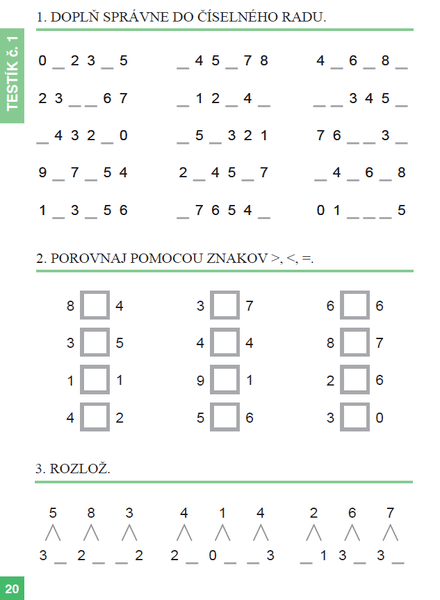 TESTÍK č. 1
1. DOPLŇ SPRÁVNE DO ČÍSELNÉHO RADU.
0 _ 2 3 _ 5 _ 4 5 _ 7 8 4 _ 6 _ 8 _
2 3 _ _ 6 7 _ 1 2 _ 4 _ _ _ 3 4 5 _
_ 4 3 2 _ 0 _ 5 _ 3 2 1 7 6 _ _ 3 _
9 _ 7 _ 5 4 2 _ 4 5 _ 7 _ 4 _ 6 _ 8
1 _ 3 _ 5 6 _ 7 6 5 4 _ 0 1 _ _ _ 5
2. POROVNAJ POMOCOU ZNAKOV >, <, =.
8 4 3 7 6 6
3 5 4 4 8 7
1 1 9 1 2 6
4 2 5 6 3 0
3. ROZLOŽ.
5 8 3 4 1 4 2 6 7
3 _ 2 _ _ 2 2 _ 0 _ _ 3 _ 1 3 _ 3 _
20